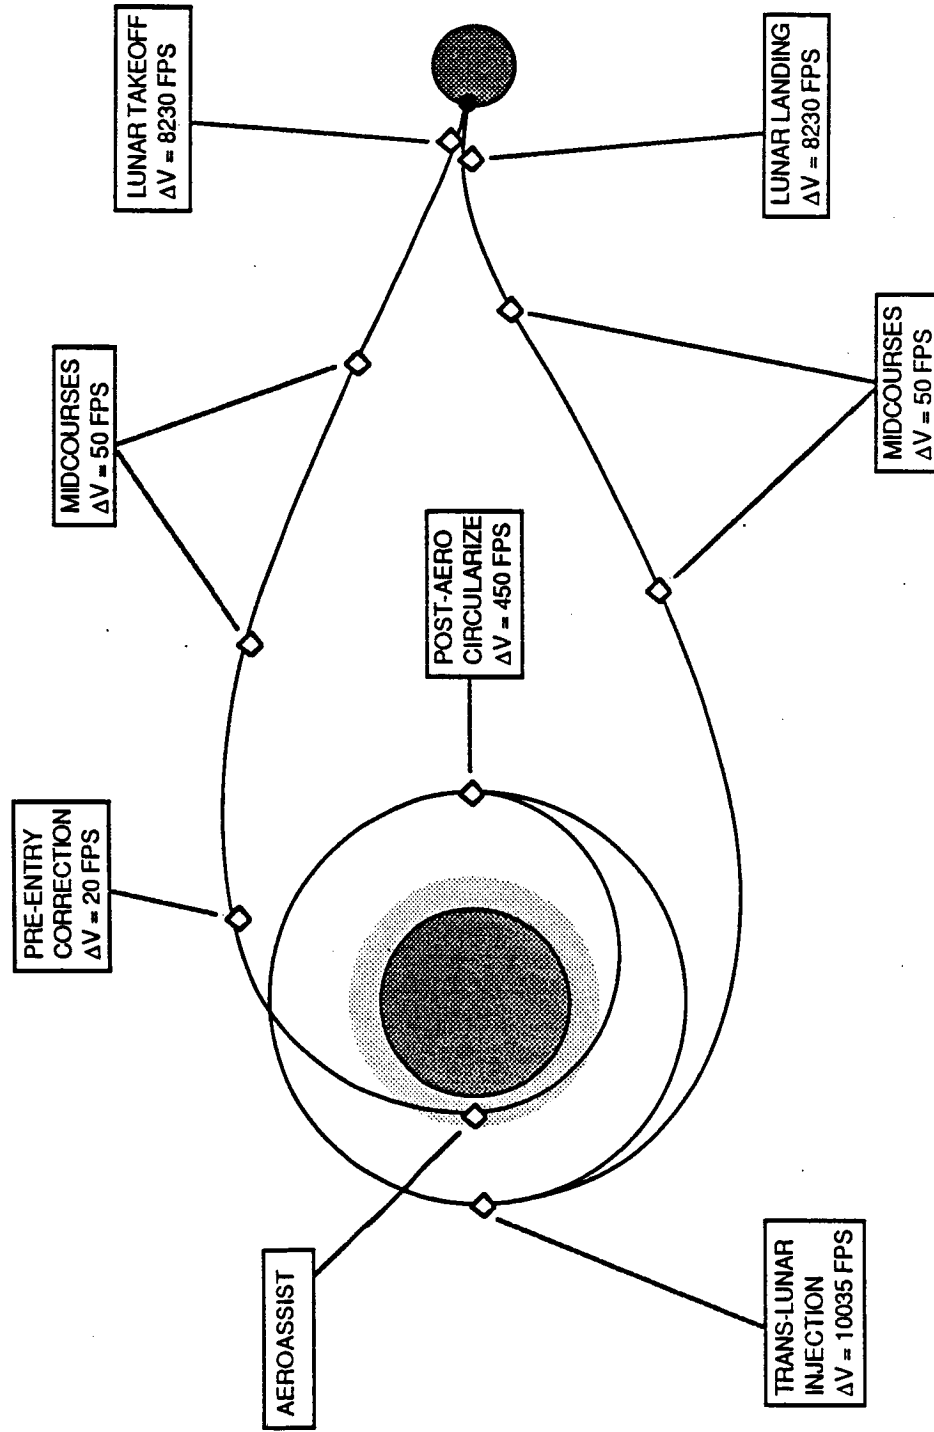 LUNAR TAKEOFF
ΔV = 8230 FPS
MIDCOURSES
ΔV = 50 FPS
PRE-ENTRY
CORRECTION
ΔV = 20 FPS
POST-AERO
CIRCULARIZE
ΔV = 450 FPS
AEROASSIST
LUNAR LANDING
ΔV = 8230 FPS
MIDCOURSES
ΔV = 50 FPS
TRANS-LUNAR
INJECTION
ΔV = 10035 FPS